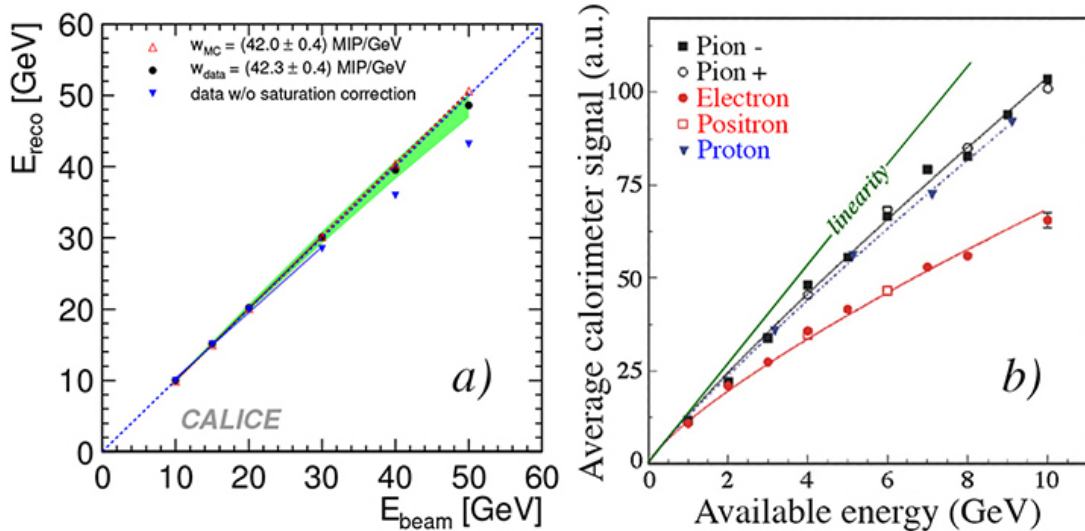 E_reco [GeV]
60
50
40
30
20
10
0
w_MC = (42.0 ± 0.4) MIP/GeV
w_data = (42.3 ± 0.4) MIP/GeV
data w/o saturation correction
a)
CALICE
0 10 20 30 40 50 60
E_beam [GeV]
Average calorimeter signal (a.u.)
100
75
50
25
0
Pion -
Pion +
Electron
Positron
Proton
linearity
b)
0 2 4 6 8 10
Available energy (GeV)